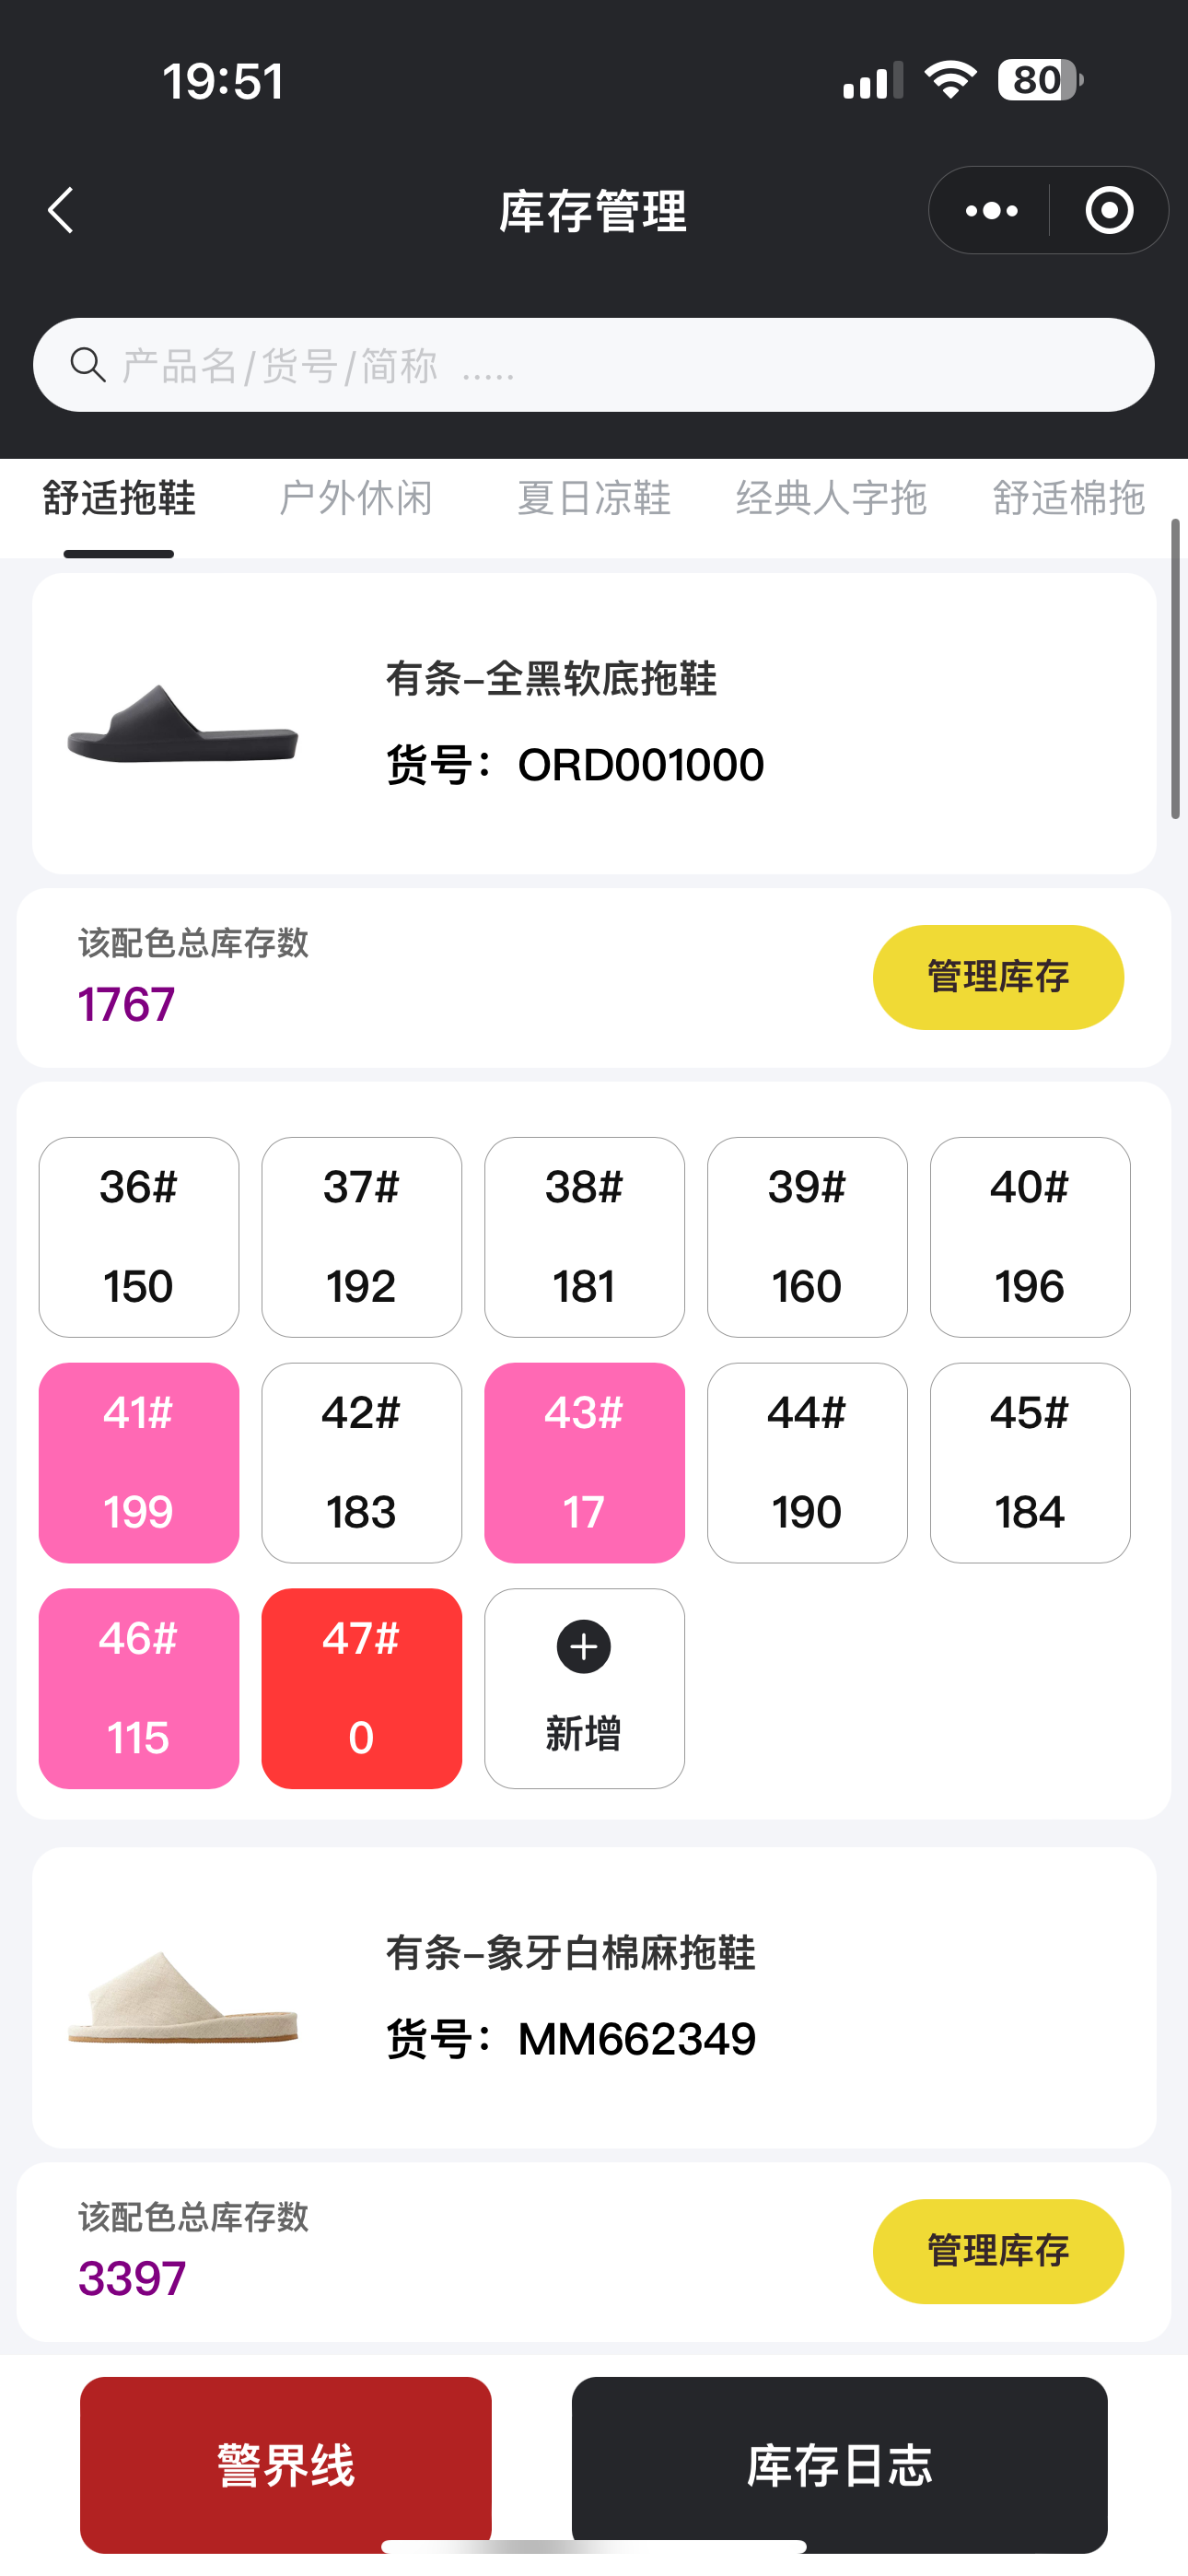 19:51
80
库存管理
产品名/货号/简称 .....
舒适拖鞋 户外休闲 夏日凉鞋 经典人字拖 舒适棉拖
有条-全黑软底拖鞋
货号：ORD001000
该配色总库存数
1767
管理库存
36# 37# 38# 39# 40#
150 192 181 160 196
41# 42# 43# 44# 45#
199 183 17 190 184
46# 47#
115 0 新增
有条-象牙白棉麻拖鞋
货号：MM662349
该配色总库存数
3397
管理库存
警界线 库存日志